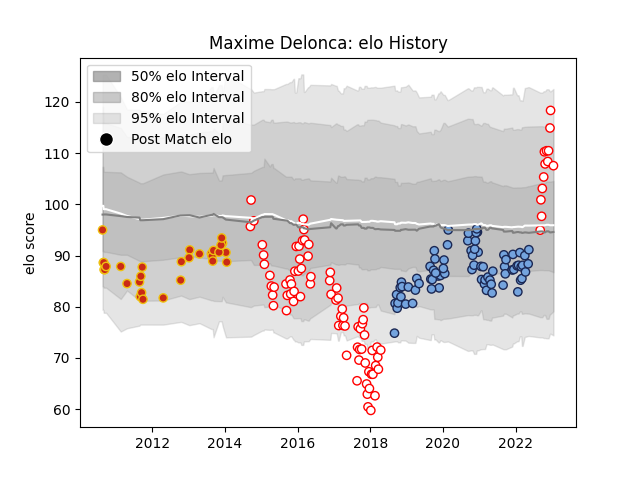 Maxime Delonca: elo History
50% elo Interval
80% elo Interval
95% elo Interval
Post Match elo
elo score
120
110
100
90
80
70
60
2012 2014 2016 2018 2020 2022